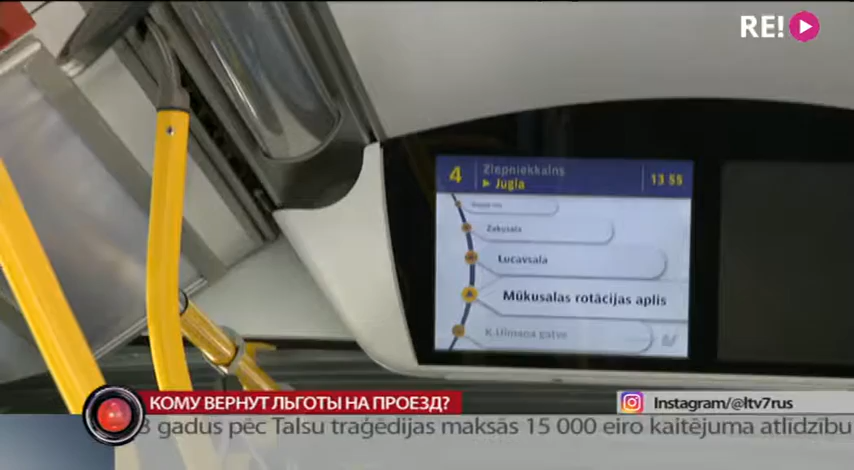 RE!
4 Ziepniekkalns
▶ Jugla
13 55
Zaķusala
Lucavsala
Mūkusalas rotācijas aplis
K.Ulmaņa gatve
КОМУ ВЕРНУТ ЛЬГОТЫ НА ПРОЕЗД?
Instagram/@ltv7rus
3 gadus pēc Talsu traģēdijas maksās 15 000 eiro kaitējuma atlīdzību